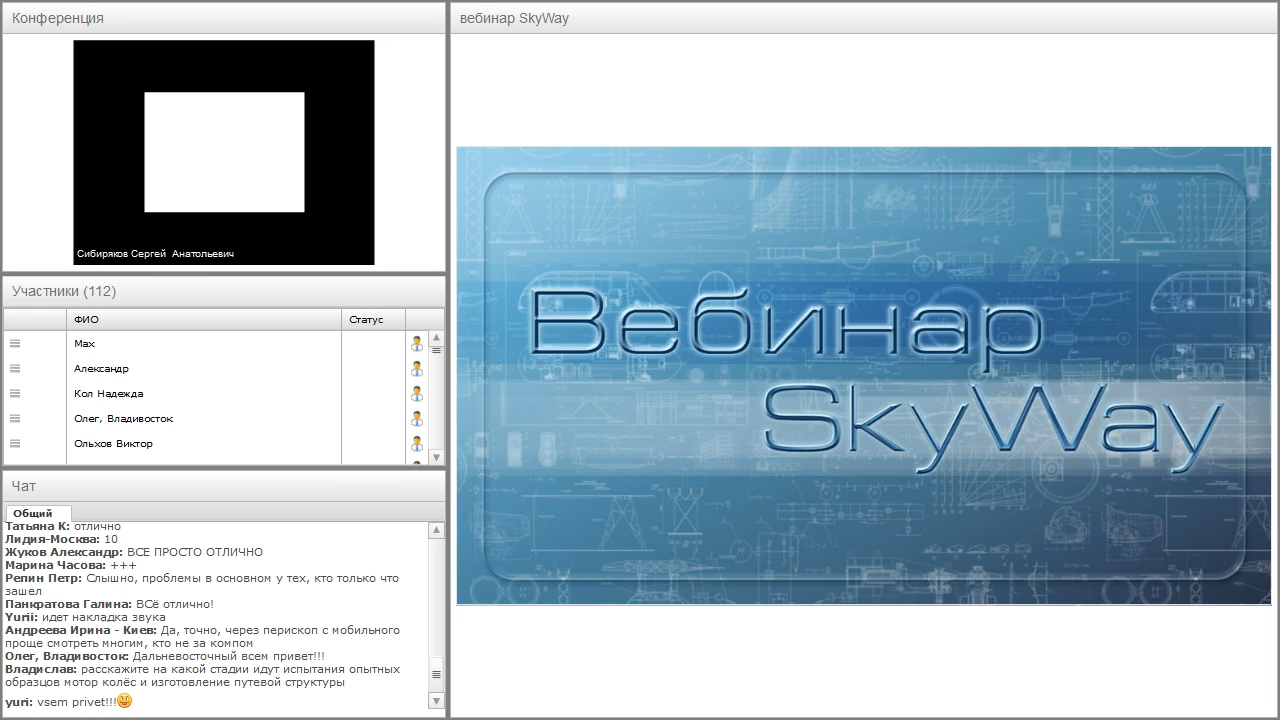 Конференция
Сибиряков Сергей Анатольевич
Участники (112)
ФИО Статус
Max
Александр
Кол Надежда
Олег, Владивосток
Ольхов Виктор
Чат
Общий
Татьяна К: отлично
Лидия-Москва: 10
Жуков Александр: ВСЕ ПРОСТО ОТЛИЧНО
Марина Часова: +++
Репин Петр: Слышно, проблемы в основном у тех, кто только что
зашел
Панкратова Галина: ВСё отлично!
Yurii: идет накладка звука
Андреева Ирина - Киев: Да, точно, через перископ с мобильного
проще смотреть многим, кто не за компом
Олег, Владивосток: Дальневосточный всем привет!!!
Владислав: расскажите на какой стадии идут испытания опытных
образцов мотор колёс и изготовление путевой структуры
yuri: vsem privet!!!
вебинар SkyWay
Вебинар
SkyWay